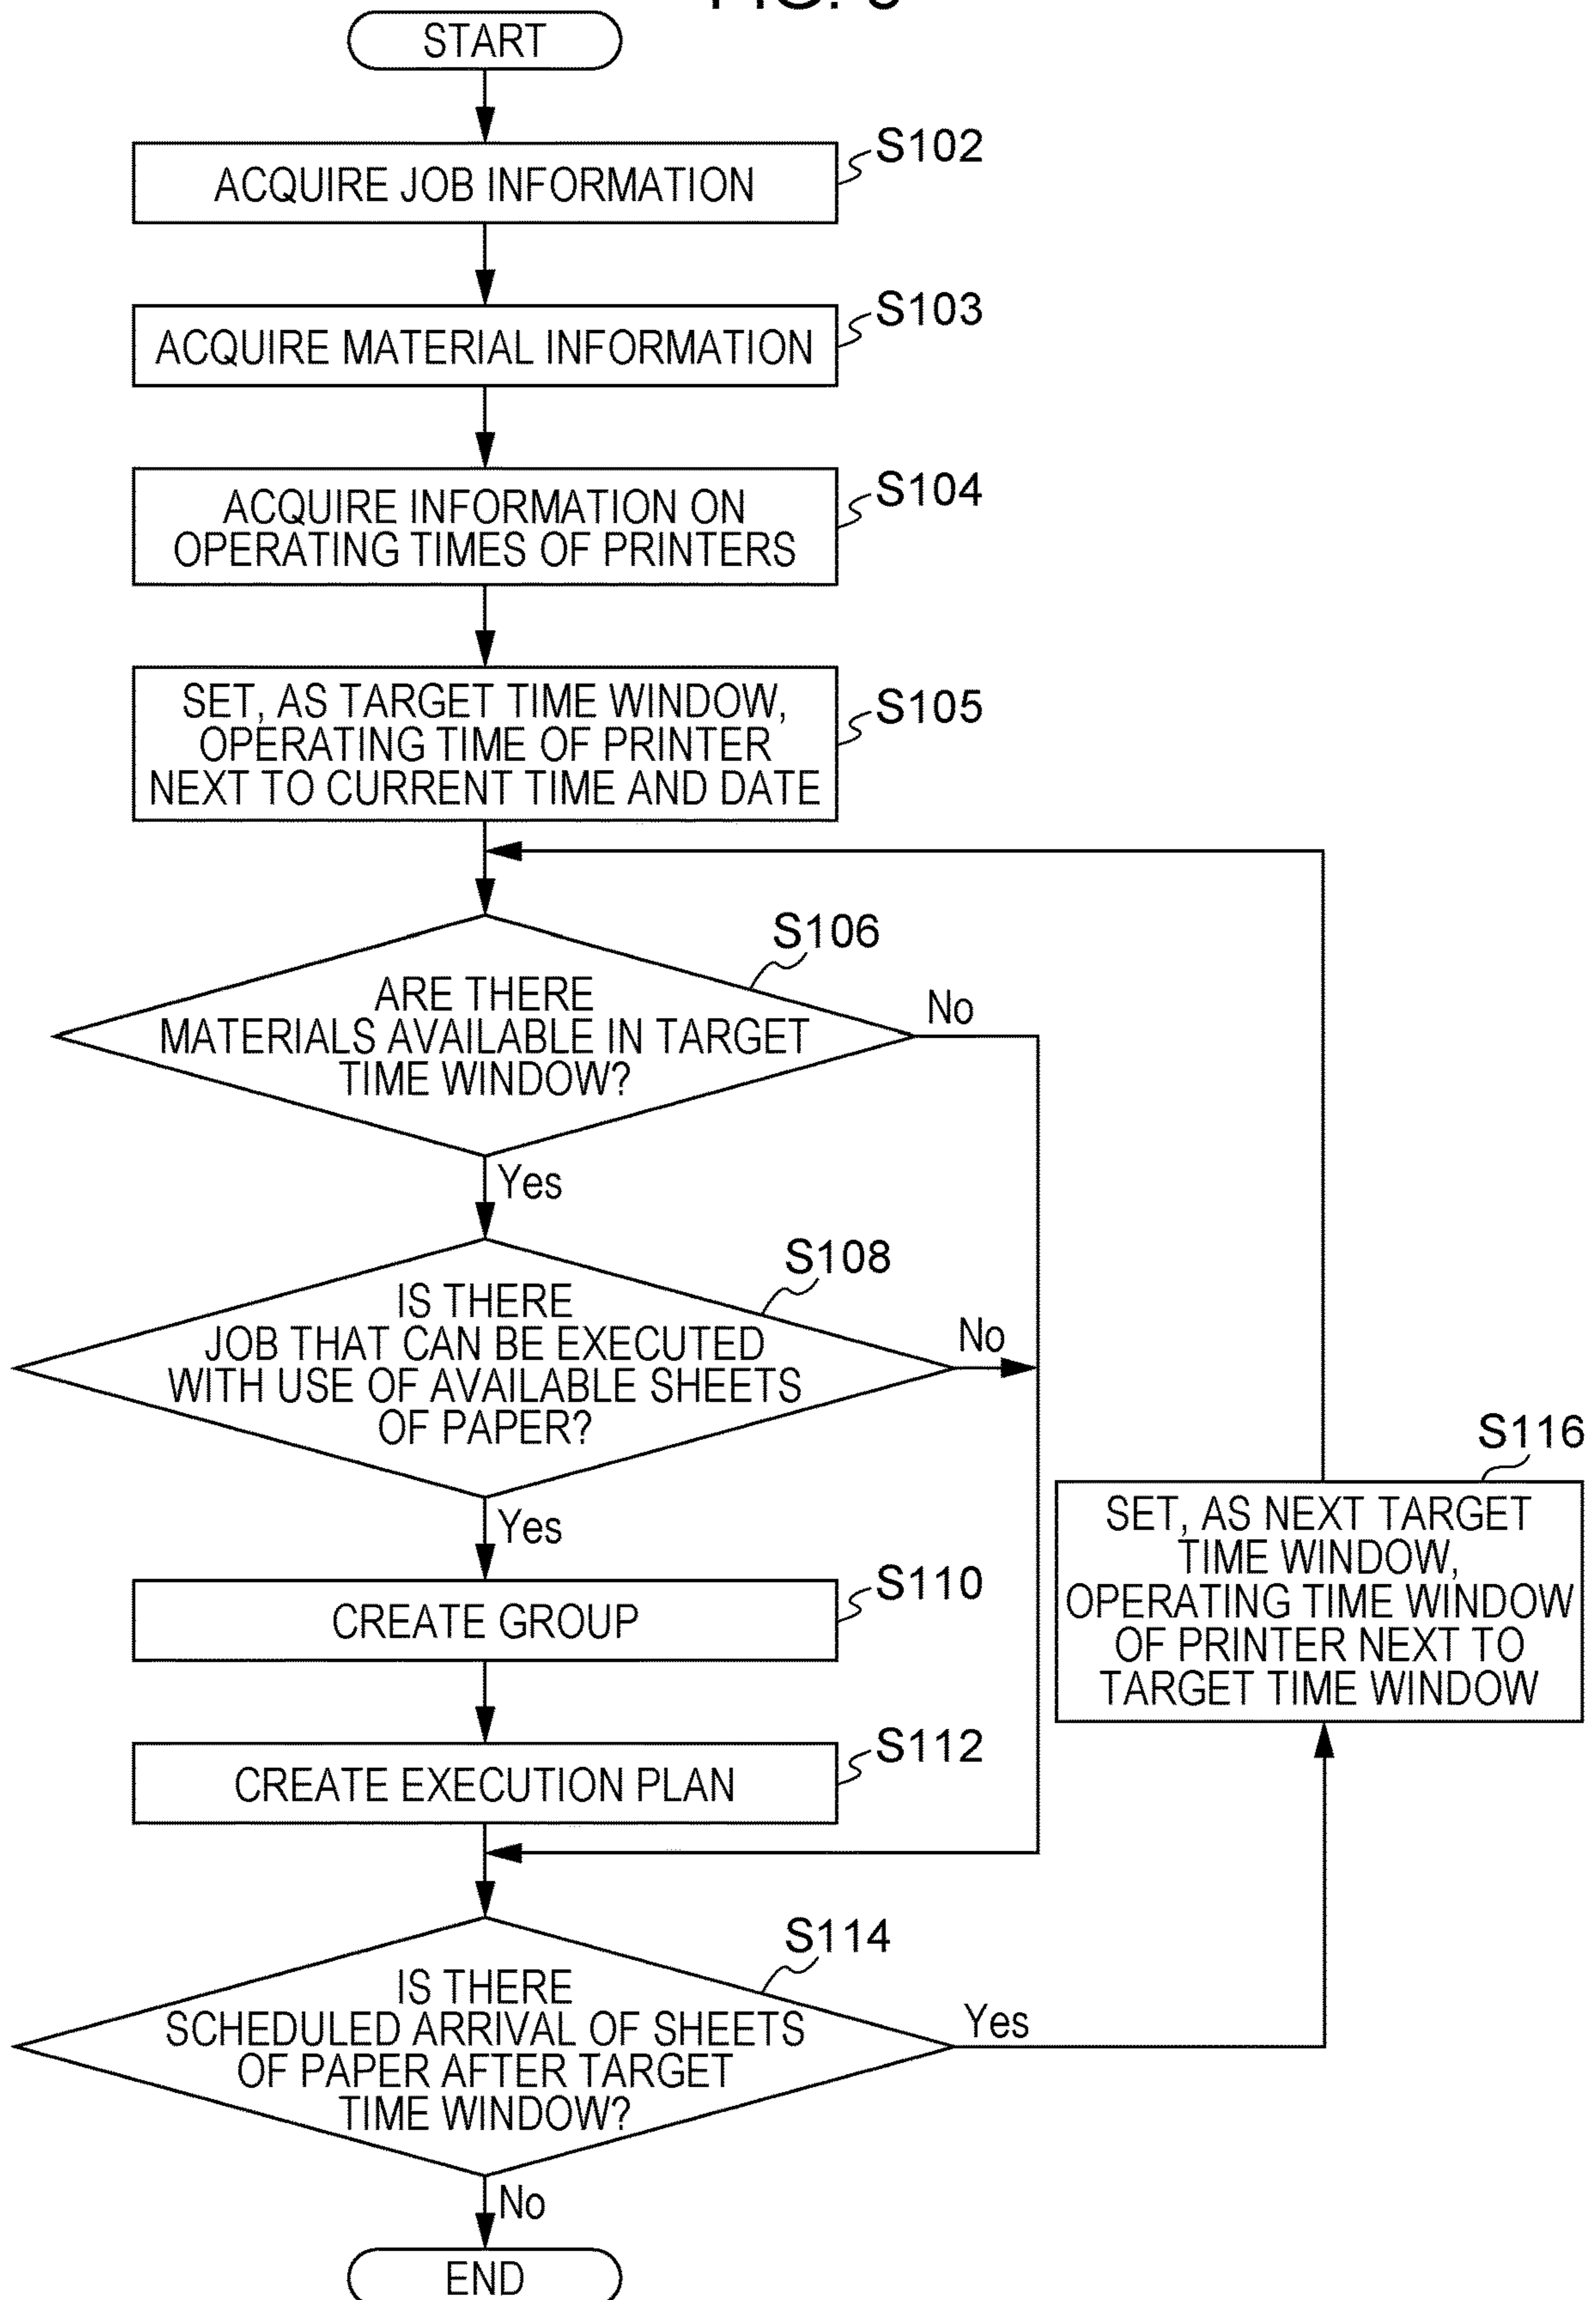 START
ACQUIRE JOB INFORMATION
S102
ACQUIRE MATERIAL INFORMATION
S103
ACQUIRE INFORMATION ON
OPERATING TIMES OF PRINTERS
S104
SET, AS TARGET TIME WINDOW,
OPERATING TIME OF PRINTER
NEXT TO CURRENT TIME AND DATE
S105
S106
ARE THERE
MATERIALS AVAILABLE IN TARGET
TIME WINDOW?
No
Yes
S108
IS THERE
JOB THAT CAN BE EXECUTED
WITH USE OF AVAILABLE SHEETS
OF PAPER?
No
Yes
S110
CREATE GROUP
S112
CREATE EXECUTION PLAN
S116
SET, AS NEXT TARGET
TIME WINDOW,
OPERATING TIME WINDOW
OF PRINTER NEXT TO
TARGET TIME WINDOW
S114
IS THERE
SCHEDULED ARRIVAL OF SHEETS
OF PAPER AFTER TARGET
TIME WINDOW?
Yes
No
END